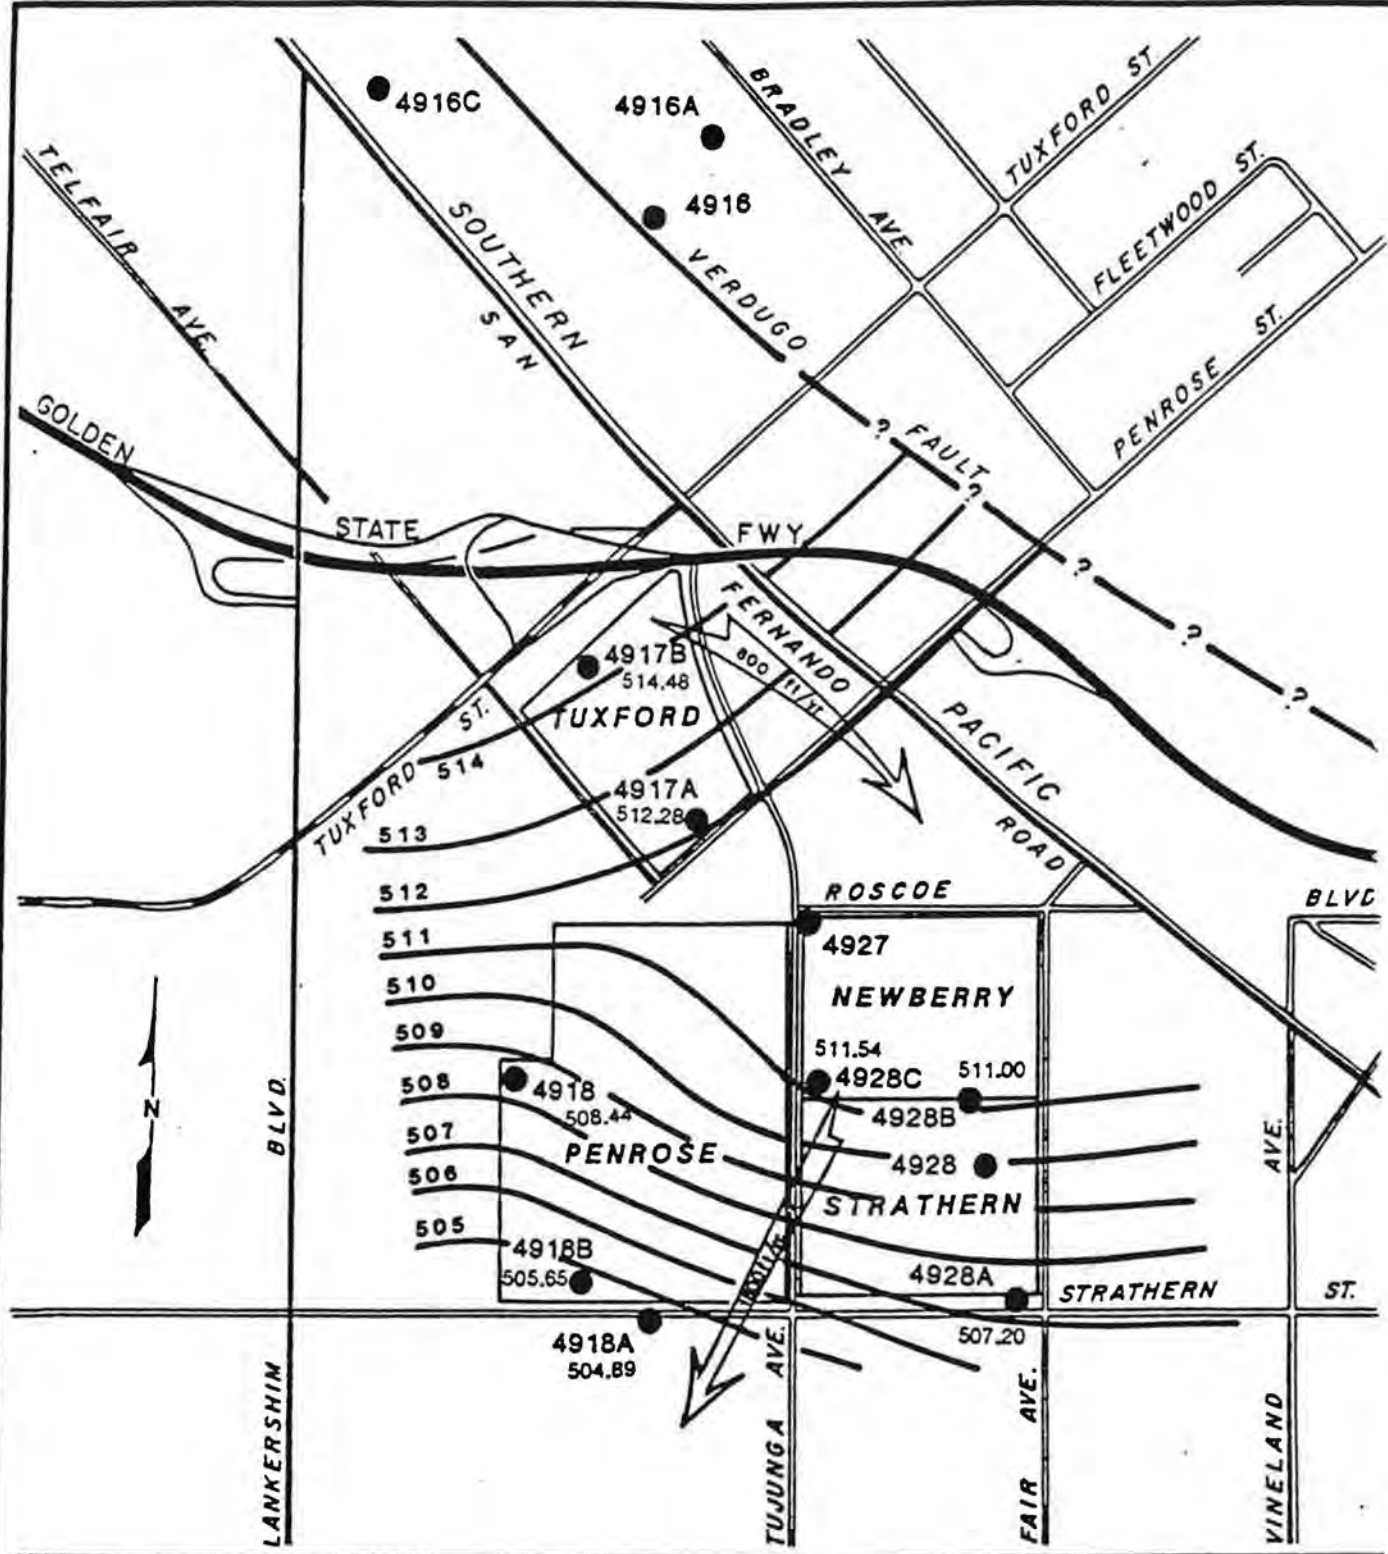 4916C
4916A
4916
BRADLEY AVE.
TUXFORD ST.
FLEETWOOD ST.
PENROSE ST.
TELFAIR AVE.
SOUTHERN
SAN
VERDUGO
? FAULT
?
?
?
?
GOLDEN
STATE
FWY
FERNANDO
800 ft/yr
4917B
514.48
TUXFORD
TUXFORD ST.
514
PACIFIC
ROAD
4917A
512.28
513
512
511
510
509
508
507
506
505
ROSCOE
BLVD
4927
NEWBERRY
511.54
4928C
511.00
4928B
4928
STRATHERN
4918
508.44
PENROSE
4918B
505.65
4928A
507.20
STRATHERN ST.
4918A
504.89
N
LANKERSHIM BLVD.
TUJUNGA AVE.
FAIR AVE.
VINELAND AVE.